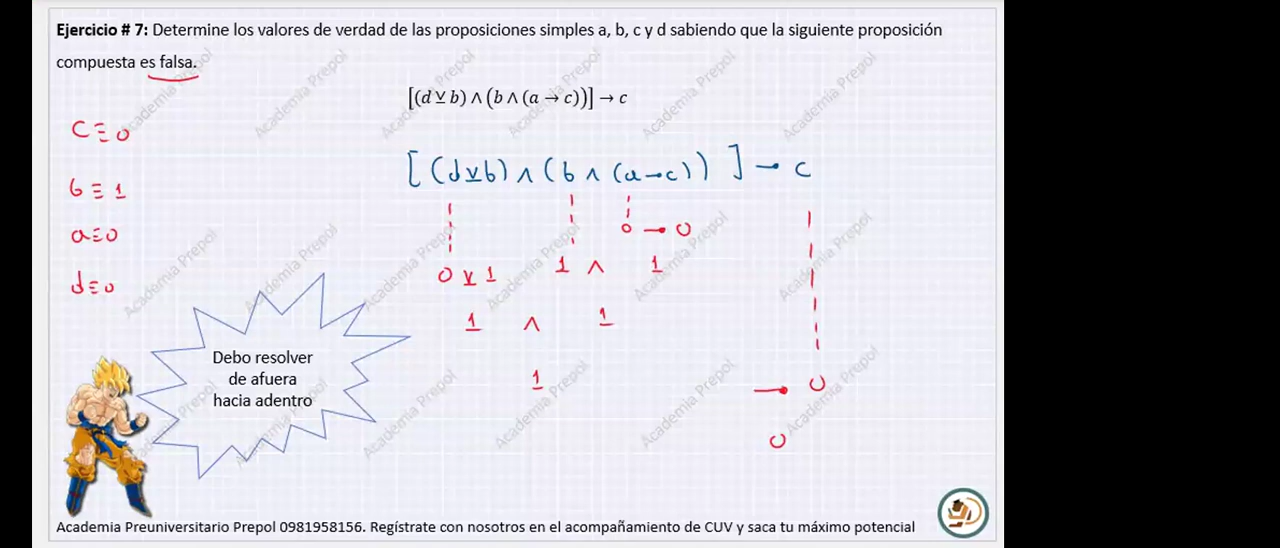 Ejercicio # 7: Determine los valores de verdad de las proposiciones simples a, b, c y d sabiendo que la siguiente proposición
compuesta es falsa.
[(d ⊻ b) ∧ (b ∧ (a → c))] → c
c ≡ 0
[(d ⊻ b) ∧ (b ∧ (a → c))] → c
b ≡ 1
a ≡ 0
0 → 0
d ≡ 0
0 ⊻ 1 1 ∧ 1
1 ∧ 1
Debo resolver
de afuera
hacia adentro
1 → 0
0
Academia Preuniversitario Prepol 0981958156. Regístrate con nosotros en el acompañamiento de CUV y saca tu máximo potencial
Academia Prepol